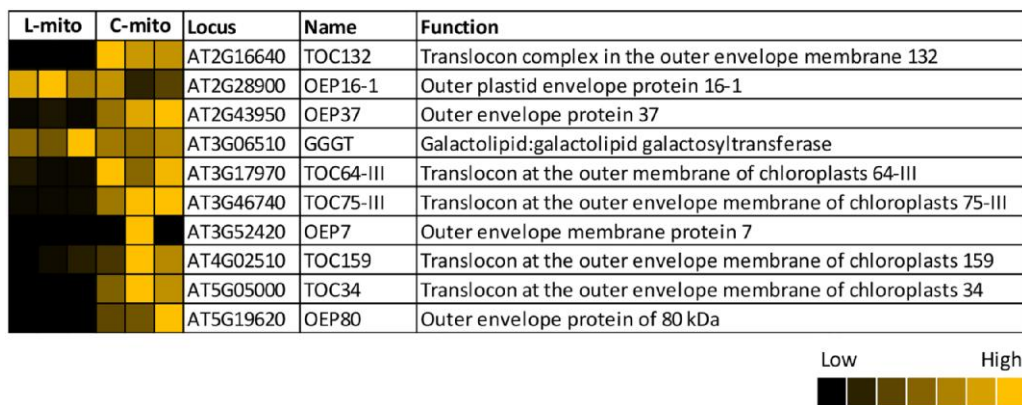 L-mito C-mito Locus Name Function
AT2G16640 TOC132 Translocon complex in the outer envelope membrane 132
AT2G28900 OEP16-1 Outer plastid envelope protein 16-1
AT2G43950 OEP37 Outer envelope protein 37
AT3G06510 GGGT Galactolipid:galactolipid galactosyltransferase
AT3G17970 TOC64-III Translocon at the outer membrane of chloroplasts 64-III
AT3G46740 TOC75-III Translocon at the outer envelope membrane of chloroplasts 75-III
AT3G52420 OEP7 Outer envelope membrane protein 7
AT4G02510 TOC159 Translocon at the outer envelope membrane of chloroplasts 159
AT5G05000 TOC34 Translocon at the outer envelope membrane of chloroplasts 34
AT5G19620 OEP80 Outer envelope protein of 80 kDa
Low High